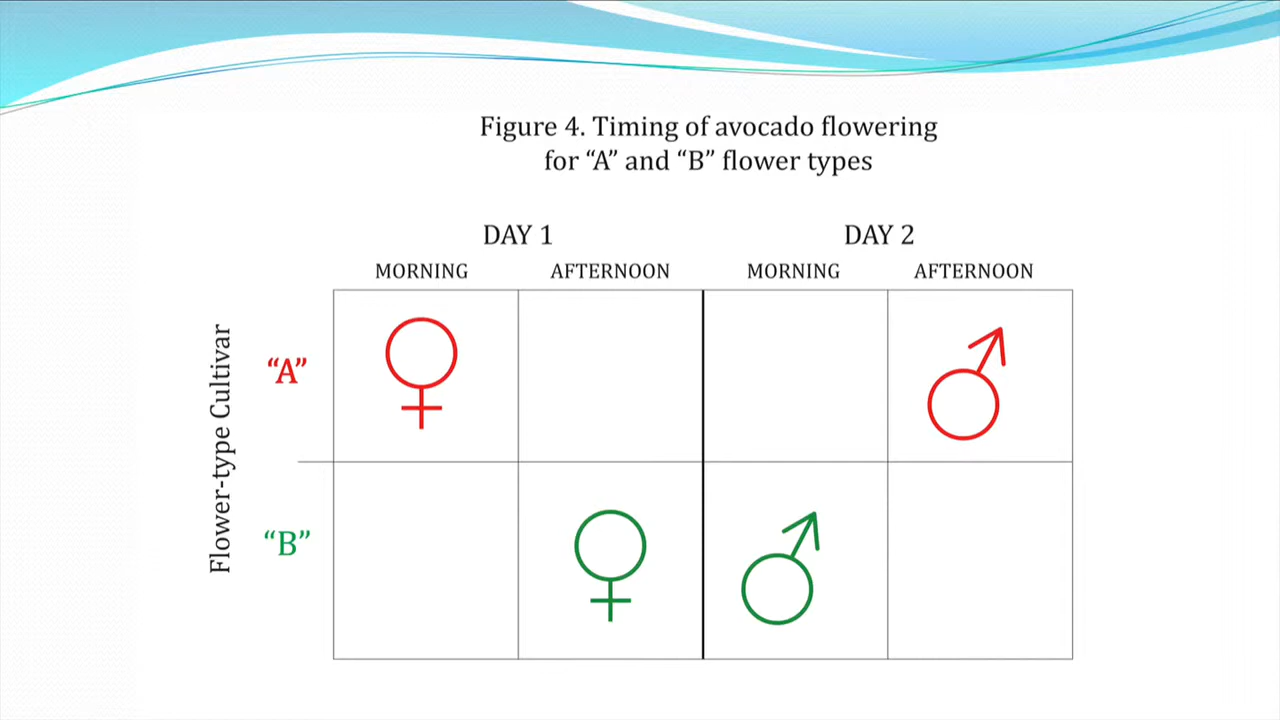 Figure 4. Timing of avocado flowering
for “A” and “B” flower types
DAY 1
DAY 2
MORNING
AFTERNOON
MORNING
AFTERNOON
Flower-type Cultivar
“A”
“B”